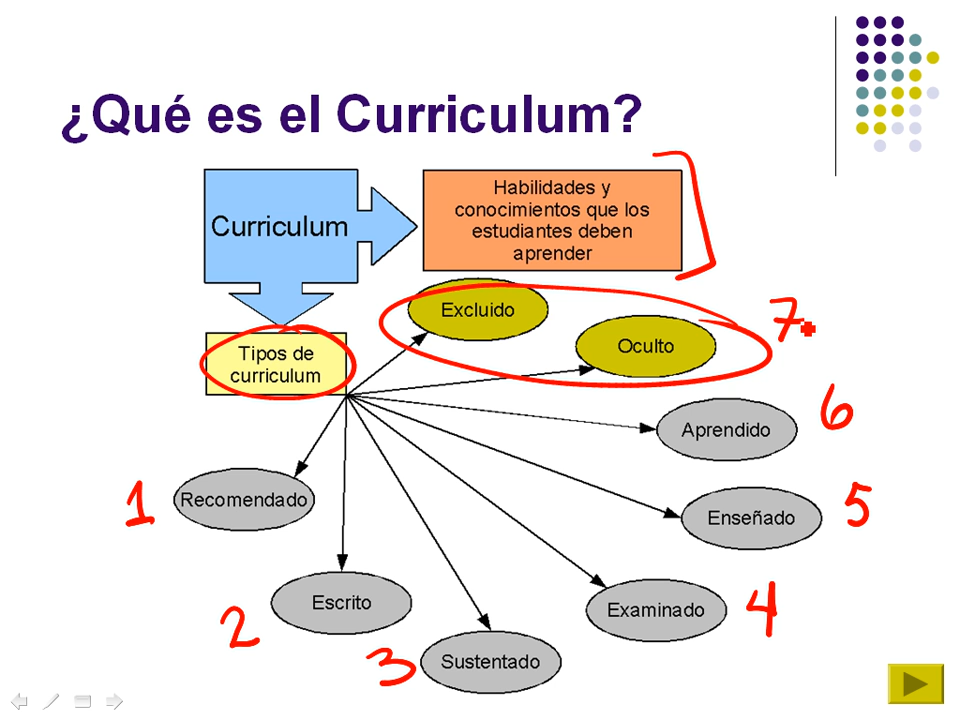 ¿Qué es el Curriculum?
Curriculum
Habilidades y
conocimientos que los
estudiantes deben
aprender
Tipos de
curriculum
Excluido
Oculto
7.
Aprendido
6
Enseñado
5
Examinado
4
Sustentado
3
Escrito
2
Recomendado
1